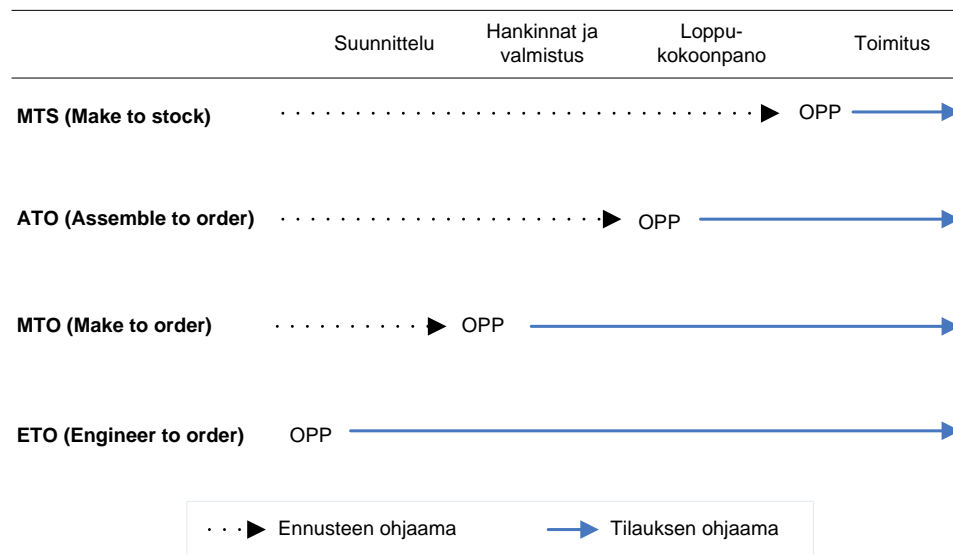 Suunnittelu
Hankinnat ja
valmistus
Loppu-
kokoonpano
Toimitus
MTS (Make to stock)
OPP
ATO (Assemble to order)
OPP
MTO (Make to order)
OPP
ETO (Engineer to order)
OPP
Ennusteen ohjaama
Tilauksen ohjaama